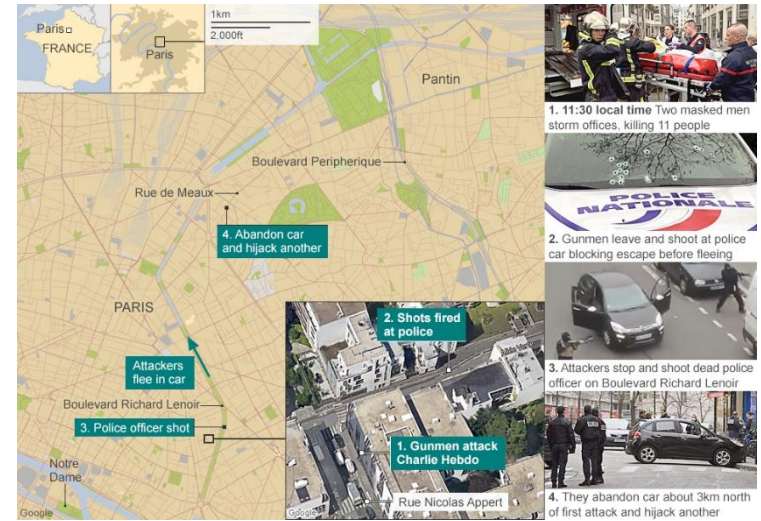 Paris
FRANCE
Paris
1km
2,000ft
Pantin
Boulevard Peripherique
Rue de Meaux
4. Abandon car
and hijack another
PARIS
Attackers
flee in car
Boulevard Richard Lenoir
3. Police officer shot
Notre
Dame
Google
2. Shots fired
at police
1. Gunmen attack
Charlie Hebdo
Rue Nicolas Appert
Google
1. 11:30 local time Two masked men
storm offices, killing 11 people
POLICE
NATIONALE
2. Gunmen leave and shoot at police
car blocking escape before fleeing
3. Attackers stop and shoot dead police
officer on Boulevard Richard Lenoir
4. They abandon car about 3km north
of first attack and hijack another